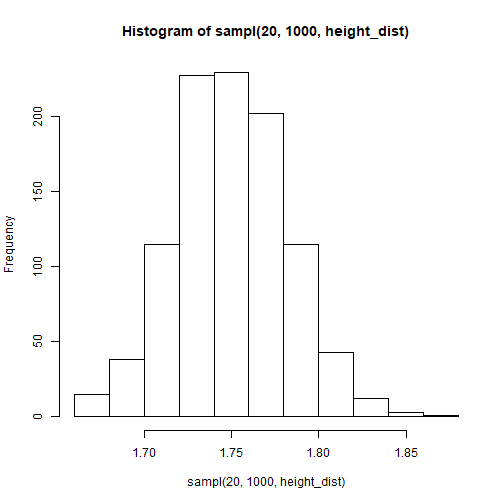 Histogram of sampl(20, 1000, height_dist)
Frequency
200
150
100
50
0
1.70 1.75 1.80 1.85
sampl(20, 1000, height_dist)